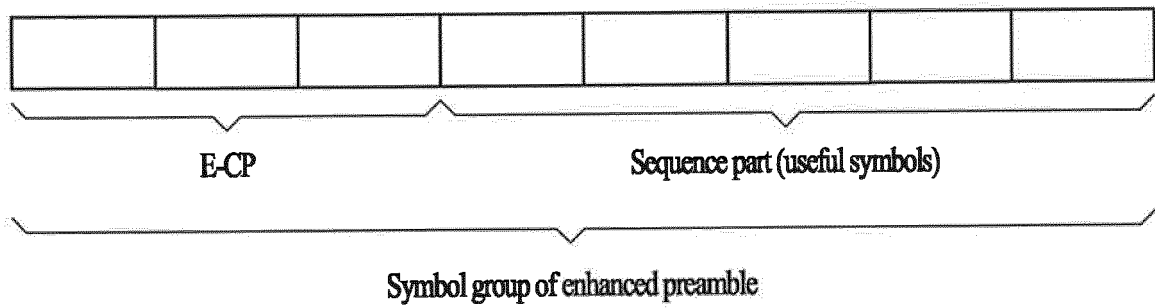 E-CP
Sequence part (useful symbols)
Symbol group of enhanced preamble